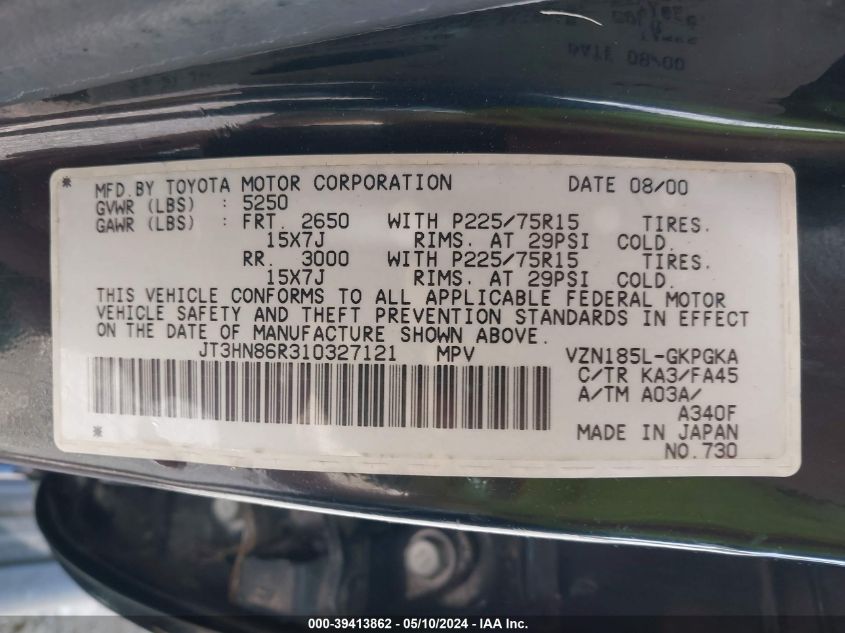 * MFD. BY TOYOTA MOTOR CORPORATION DATE 08/00
GVWR (LBS) : 5250
GAWR (LBS) : FRT. 2650 WITH P225/75R15 TIRES.
15X7J RIMS. AT 29PSI COLD.
RR. 3000 WITH P225/75R15 TIRES.
15X7J RIMS. AT 29PSI COLD.
THIS VEHICLE CONFORMS TO ALL APPLICABLE FEDERAL MOTOR
VEHICLE SAFETY AND THEFT PREVENTION STANDARDS IN EFFECT
ON THE DATE OF MANUFACTURE SHOWN ABOVE.
JT3HN86R310327121 MPV VZN185L-GKPGKA
C/TR KA3/FA45
A/TM A03A/
A340F
* MADE IN JAPAN
NO.730
000-39413862 - 05/10/2024 - IAA Inc.